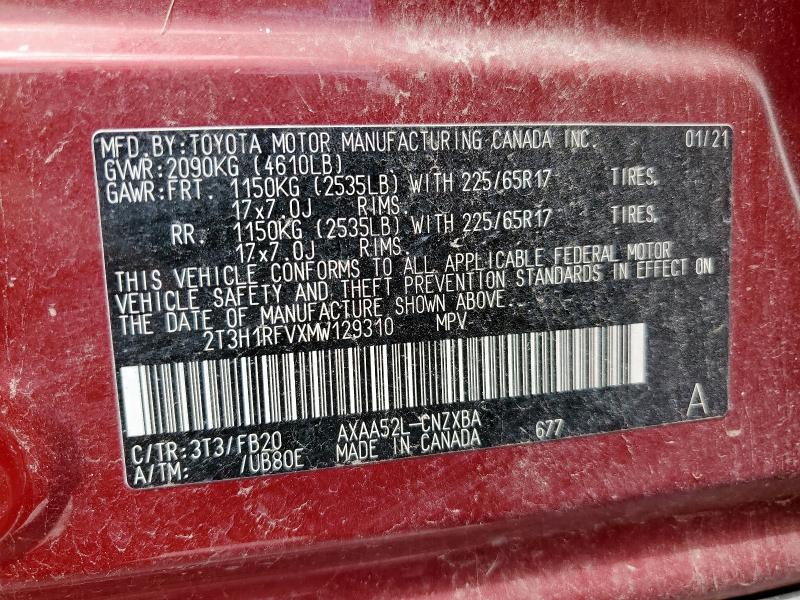 MFD. BY: TOYOTA MOTOR MANUFACTURING CANADA INC. 01/21
GVWR: 2090KG (4610LB)
GAWR: FRT. 1150KG (2535LB) WITH 225/65R17 TIRES,
17x7.0J RIMS.
RR. 1150KG (2535LB) WITH 225/65R17 TIRES,
17x7.0J RIMS.
THIS VEHICLE CONFORMS TO ALL APPLICABLE FEDERAL MOTOR
VEHICLE SAFETY AND THEFT PREVENTION STANDARDS IN EFFECT ON
THE DATE OF MANUFACTURE SHOWN ABOVE.
2T3H1RFVXMW129310 MPV
C/TR: 3T3/FB20 AXAA52L-CNZXBA 677 A
A/TM: /UB80E MADE IN CANADA